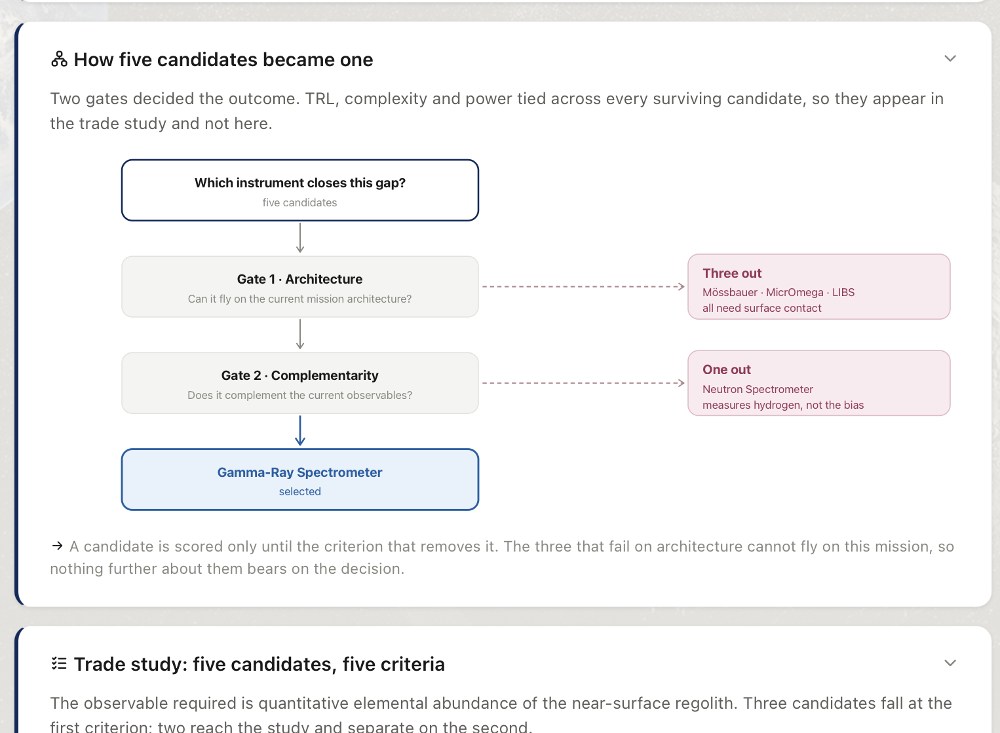 How five candidates became one
Two gates decided the outcome. TRL, complexity and power tied across every surviving candidate, so they appear in
the trade study and not here.
Which instrument closes this gap?
five candidates
Gate 1 · Architecture
Can it fly on the current mission architecture?
Three out
Mössbauer · MicrOmega · LIBS
all need surface contact
Gate 2 · Complementarity
Does it complement the current observables?
One out
Neutron Spectrometer
measures hydrogen, not the bias
Gamma-Ray Spectrometer
selected
→ A candidate is scored only until the criterion that removes it. The three that fail on architecture cannot fly on this mission, so
nothing further about them bears on the decision.
Trade study: five candidates, five criteria
The observable required is quantitative elemental abundance of the near-surface regolith. Three candidates fall at the
first criterion; two reach the study and separate on the second.